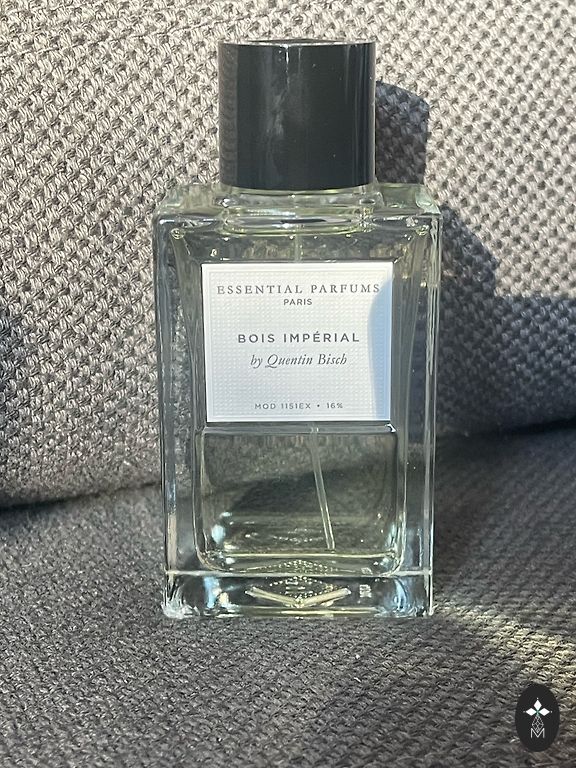 ESSENTIAL PARFUMS
PARIS
BOIS IMPÉRIAL
by Quentin Bisch
MOD 1151EX • 16%
M